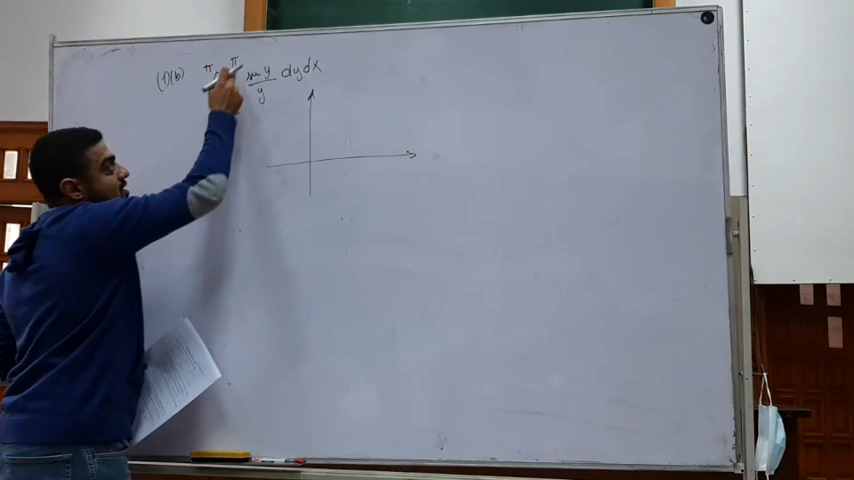 (1)(b) π π sin y / y dy dx